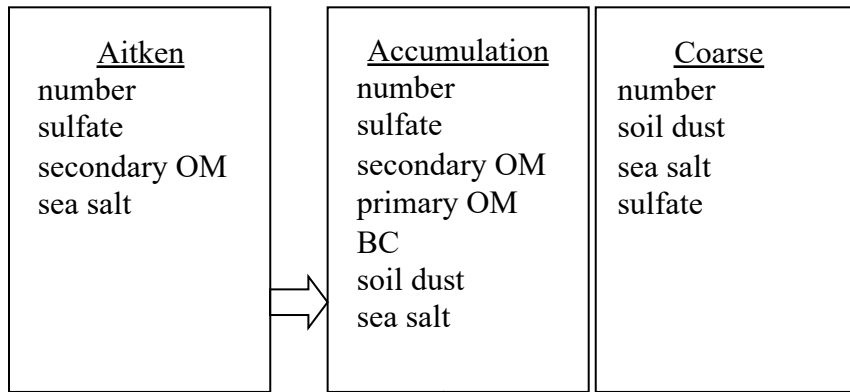 Aitken
number
sulfate
secondary OM
sea salt
Accumulation
number
sulfate
secondary OM
primary OM
BC
soil dust
sea salt
Coarse
number
soil dust
sea salt
sulfate